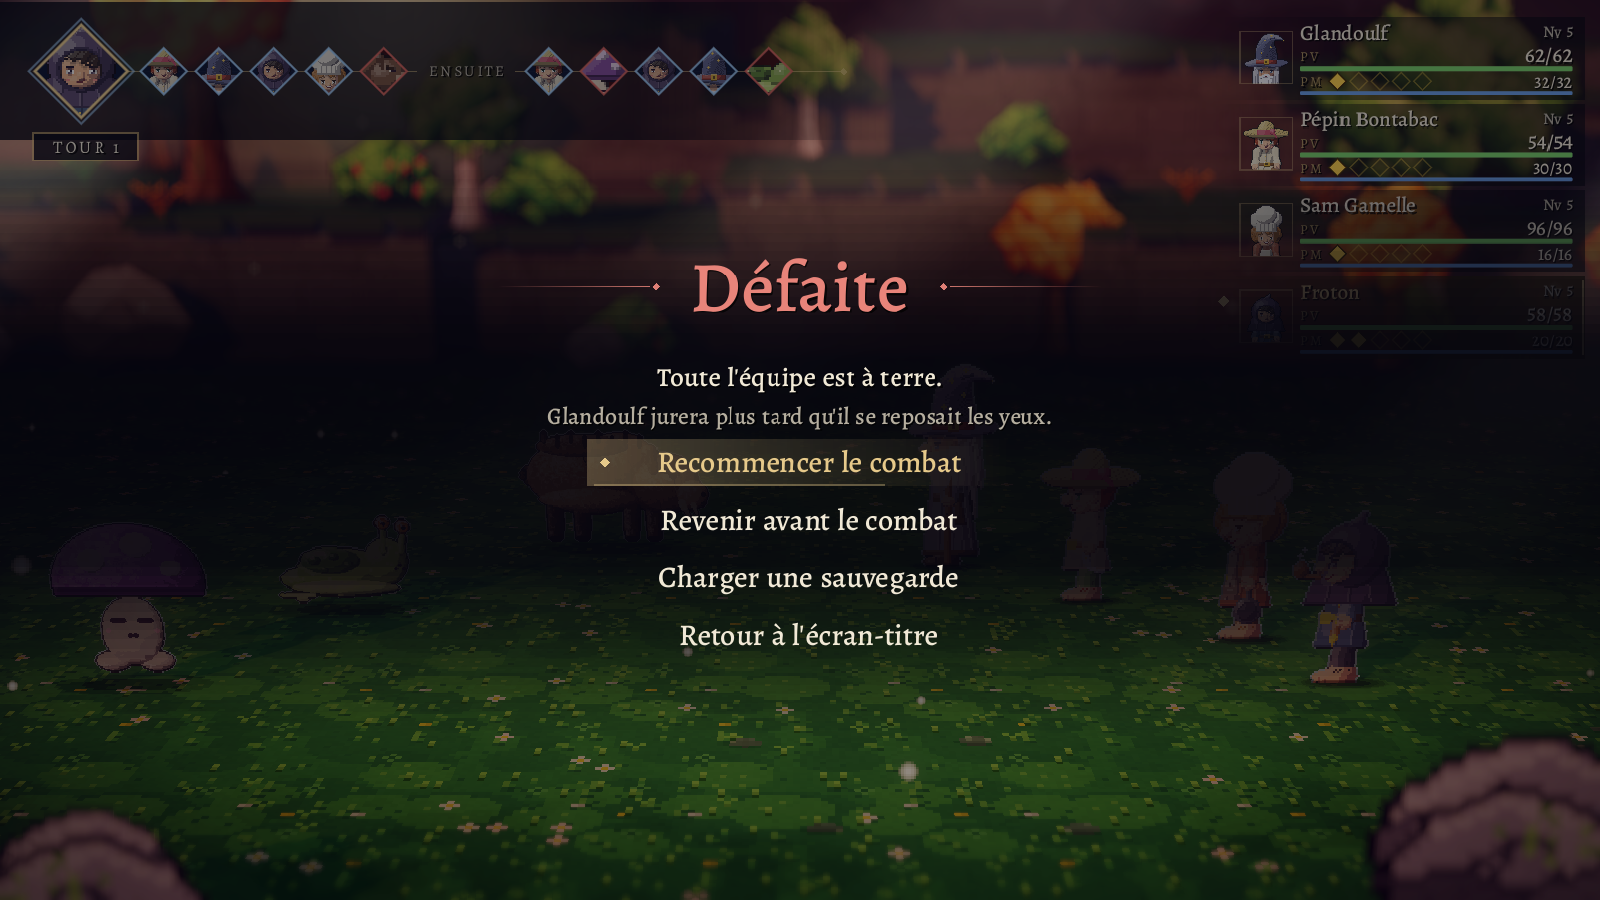 ENSUITE
TOUR 1
Glandoulf Nv 5
PV 62/62
PM 32/32
Pépin Bontabac Nv 5
PV 54/54
PM 30/30
Sam Gamelle Nv 5
PV 96/96
PM 16/16
Froton Nv 5
PV 58/58
PM 20/20
Défaite
Toute l'équipe est à terre.
Glandoulf jurera plus tard qu'il se reposait les yeux.
Recommencer le combat
Revenir avant le combat
Charger une sauvegarde
Retour à l'écran-titre